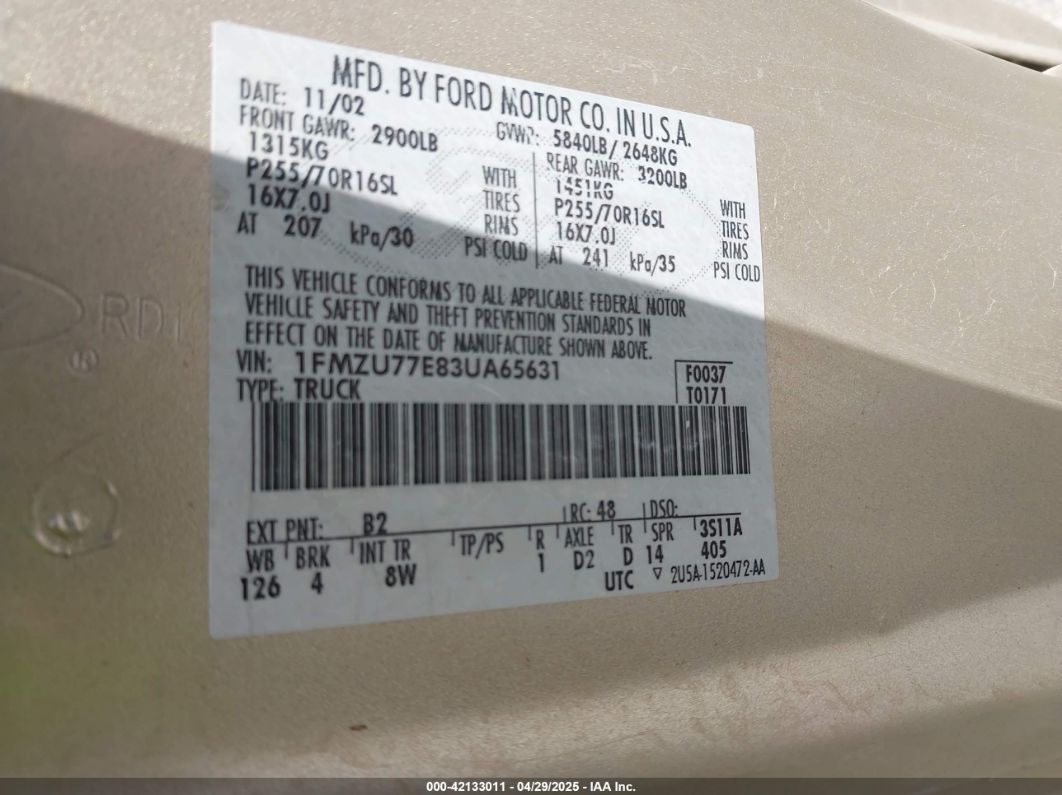 MFD. BY FORD MOTOR CO. IN U.S.A.
DATE: 11/02 GVWR: 5840LB/ 2648KG
FRONT GAWR: 2900LB REAR GAWR: 3200LB
1315KG WITH 1451KG WITH
P255/70R16SL TIRES P255/70R16SL TIRES
16X7.0J RIMS 16X7.0J RIMS
AT 207 kPa/30 PSI COLD AT 241 kPa/35 PSI COLD
THIS VEHICLE CONFORMS TO ALL APPLICABLE FEDERAL MOTOR
VEHICLE SAFETY AND THEFT PREVENTION STANDARDS IN
EFFECT ON THE DATE OF MANUFACTURE SHOWN ABOVE.
VIN: 1FMZU77E83UA65631 F0037
TYPE: TRUCK T0171
EXT PNT: B2 RC: 48 DSO:
WB BRK INT TR TP/PS R AXLE TR SPR 3S11A
126 4 8W 1 D2 D 14 405
UTC ▽ 2U5A-1520472-AA
000-42133011 - 04/29/2025 - IAA Inc.